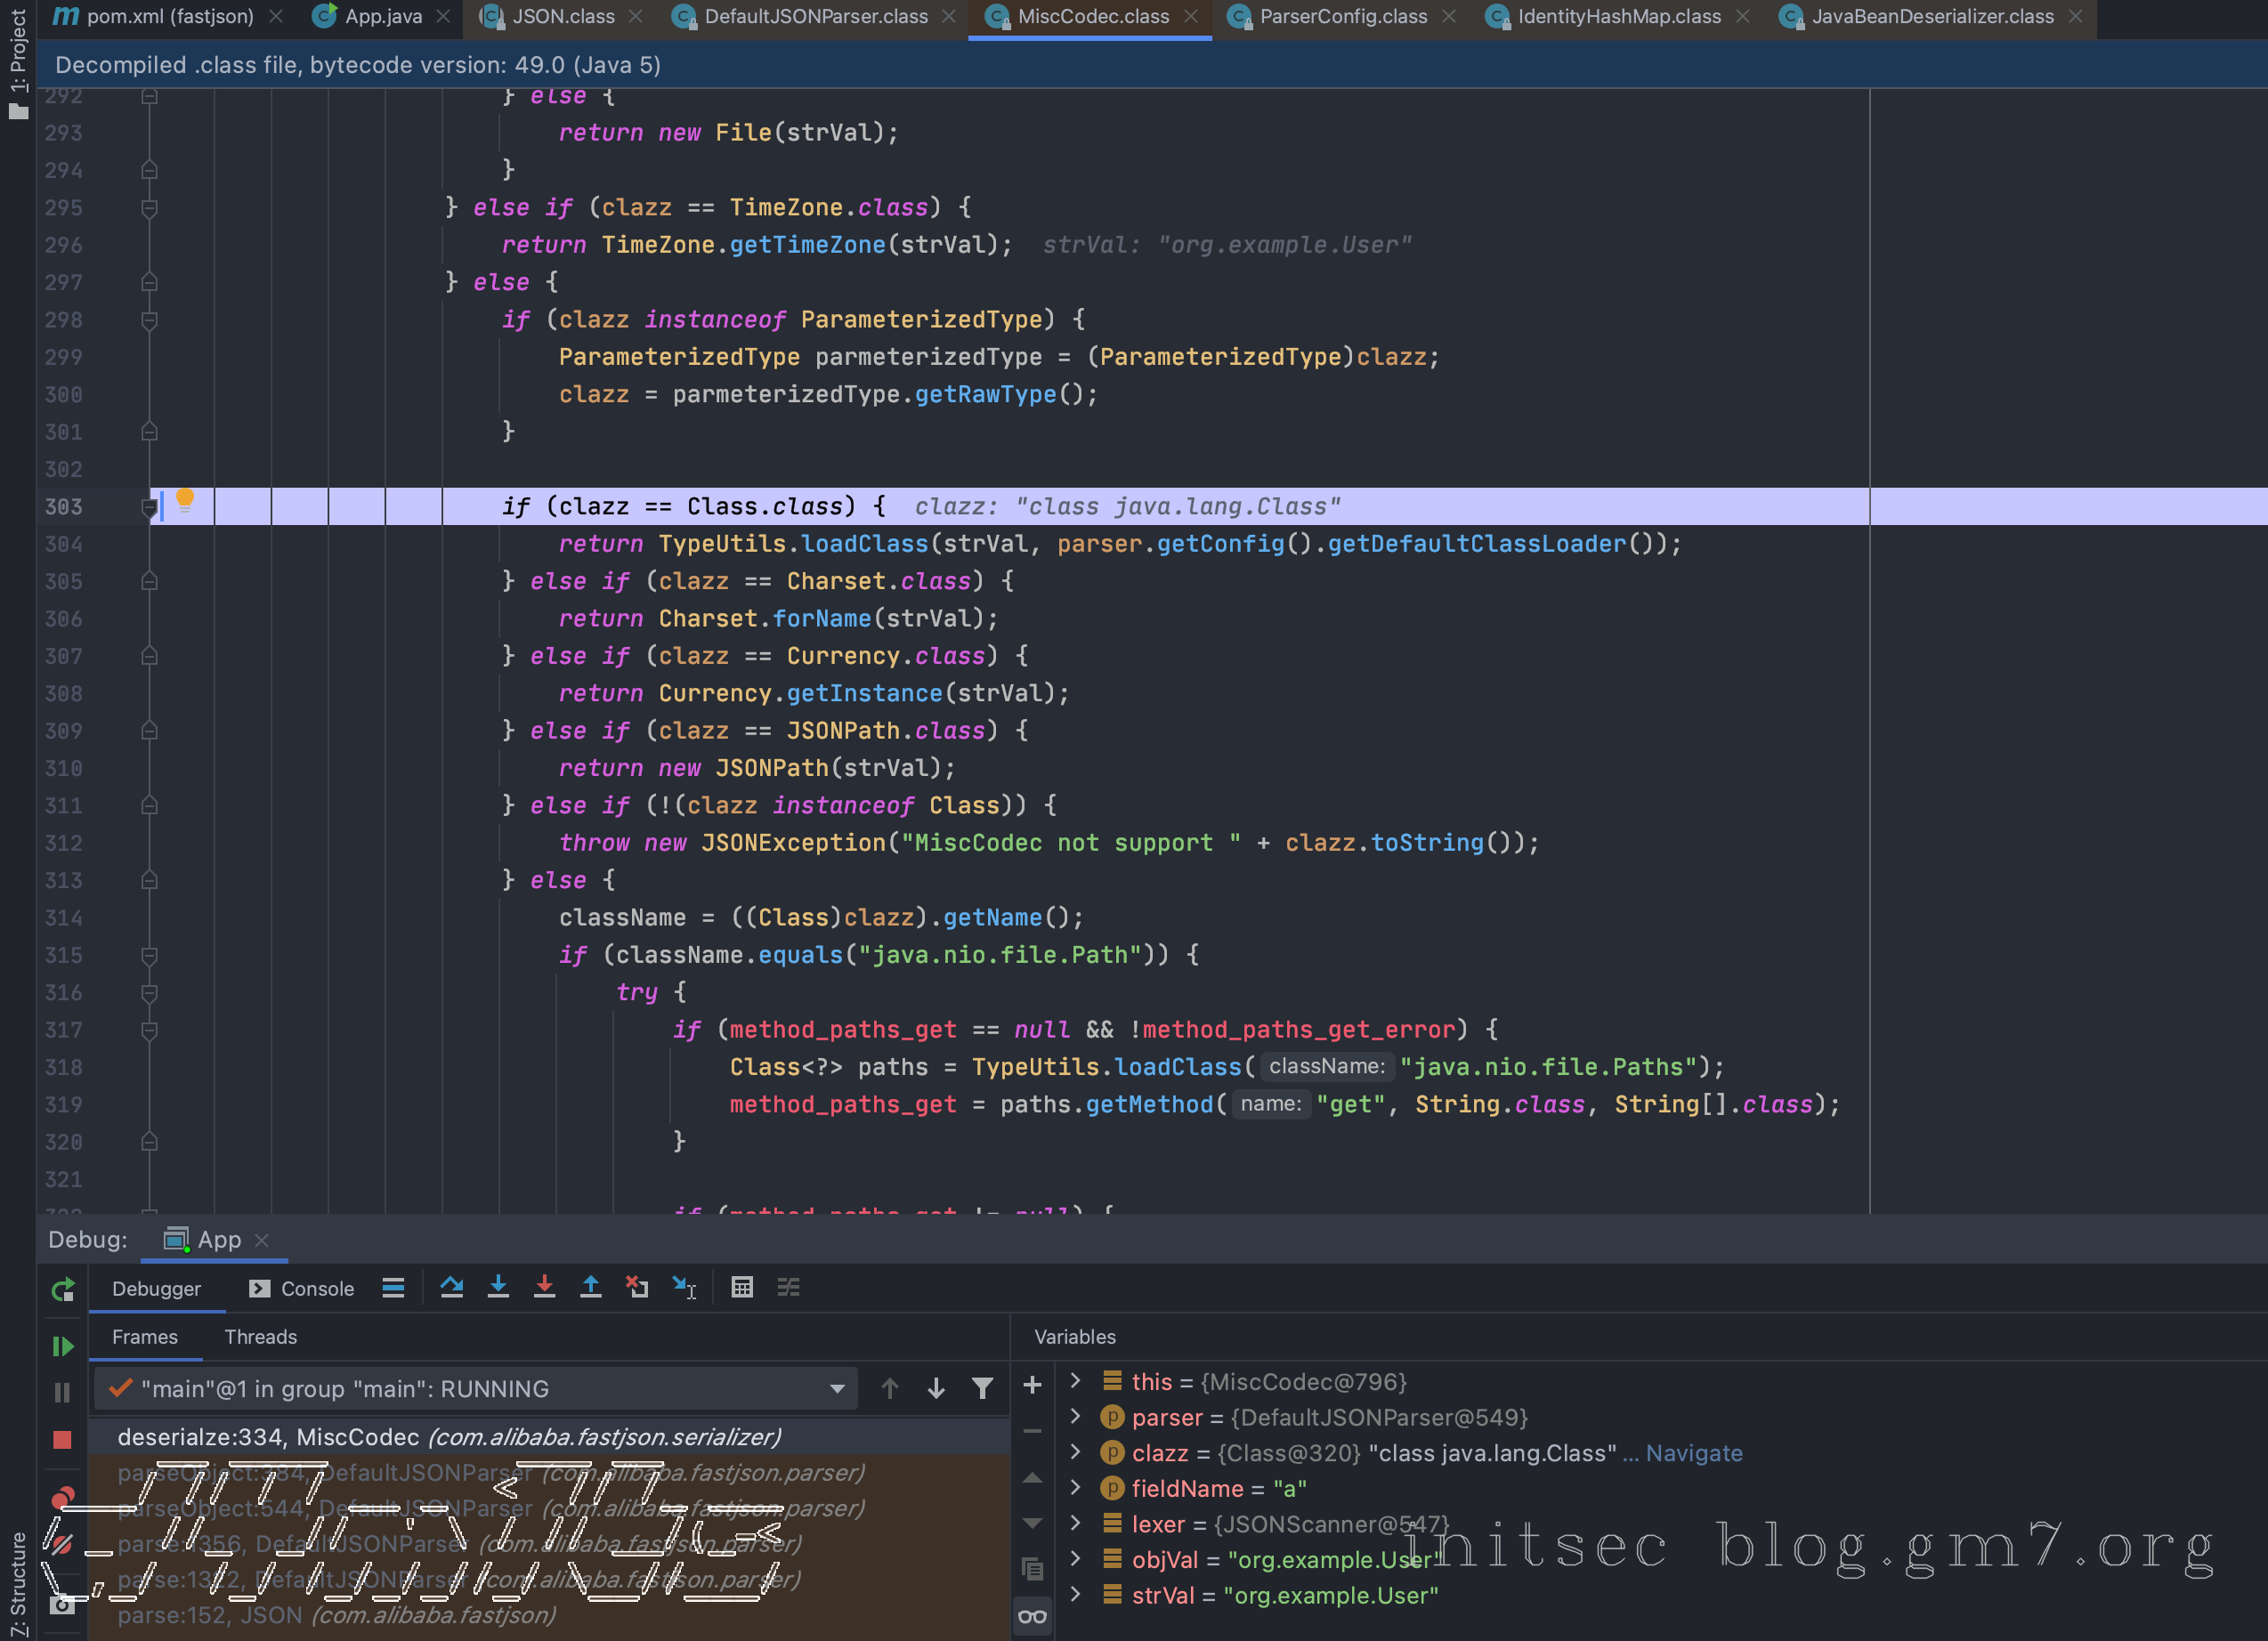 pom.xml (fastjson) App.java JSON.class DefaultJSONParser.class MiscCodec.class ParserConfig.class IdentityHashMap.class JavaBeanDeserializer.class
1: Project
Decompiled .class file, bytecode version: 49.0 (Java 5)
292 } else {
293 return new File(strVal);
294 }
295 } else if (clazz == TimeZone.class) {
296 return TimeZone.getTimeZone(strVal); strVal: "org.example.User"
297 } else {
298 if (clazz instanceof ParameterizedType) {
299 ParameterizedType parmeterizedType = (ParameterizedType)clazz;
300 clazz = parmeterizedType.getRawType();
301 }
302
303 if (clazz == Class.class) { clazz: "class java.lang.Class"
304 return TypeUtils.loadClass(strVal, parser.getConfig().getDefaultClassLoader());
305 } else if (clazz == Charset.class) {
306 return Charset.forName(strVal);
307 } else if (clazz == Currency.class) {
308 return Currency.getInstance(strVal);
309 } else if (clazz == JSONPath.class) {
310 return new JSONPath(strVal);
311 } else if (!(clazz instanceof Class)) {
312 throw new JSONException("MiscCodec not support " + clazz.toString());
313 } else {
314 className = ((Class)clazz).getName();
315 if (className.equals("java.nio.file.Path")) {
316 try {
317 if (method_paths_get == null && !method_paths_get_error) {
318 Class<?> paths = TypeUtils.loadClass( className: "java.nio.file.Paths");
319 method_paths_get = paths.getMethod( name: "get", String.class, String[].class);
320 }
321
322 if (method_paths_get != null) {
Debug: App
Debugger Console
Frames Threads
"main"@1 in group "main": RUNNING
deserialze:334, MiscCodec (com.alibaba.fastjson.serializer)
parseObject:384, DefaultJSONParser (com.alibaba.fastjson.parser)
parseObject:544, DefaultJSONParser (com.alibaba.fastjson.parser)
parse:1356, DefaultJSONParser (com.alibaba.fastjson.parser)
parse:1322, DefaultJSONParser (com.alibaba.fastjson.parser)
parse:152, JSON (com.alibaba.fastjson)
Variables
this = {MiscCodec@796}
parser = {DefaultJSONParser@549}
clazz = {Class@320} "class java.lang.Class" ... Navigate
fieldName = "a"
lexer = {JSONScanner@547}
objVal = "org.example.User"
strVal = "org.example.User"
initsec blog.gm7.org
7: Structure